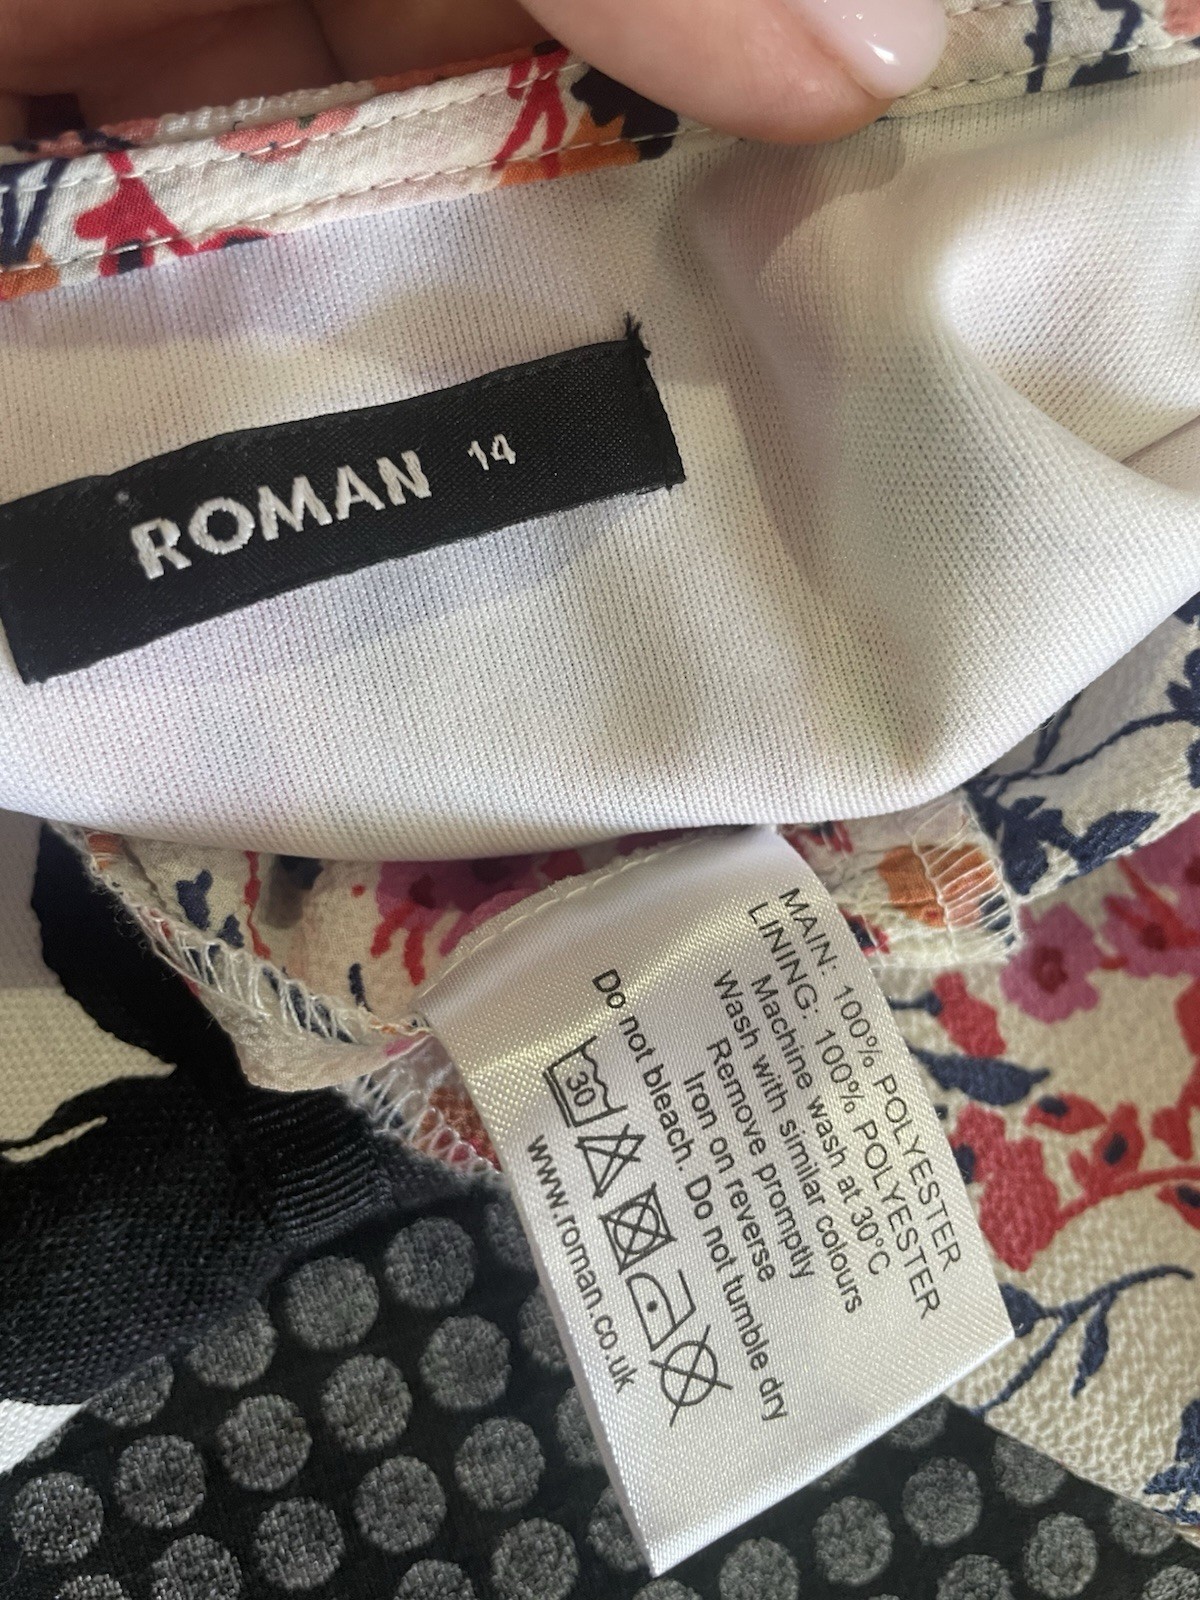 ROMAN 14
MAIN: 100% POLYESTER
LINING: 100% POLYESTER
Machine wash at 30°C
Wash with similar colours
Remove promptly
Iron on reverse
Do not bleach. Do not tumble dry
30
www.roman.co.uk